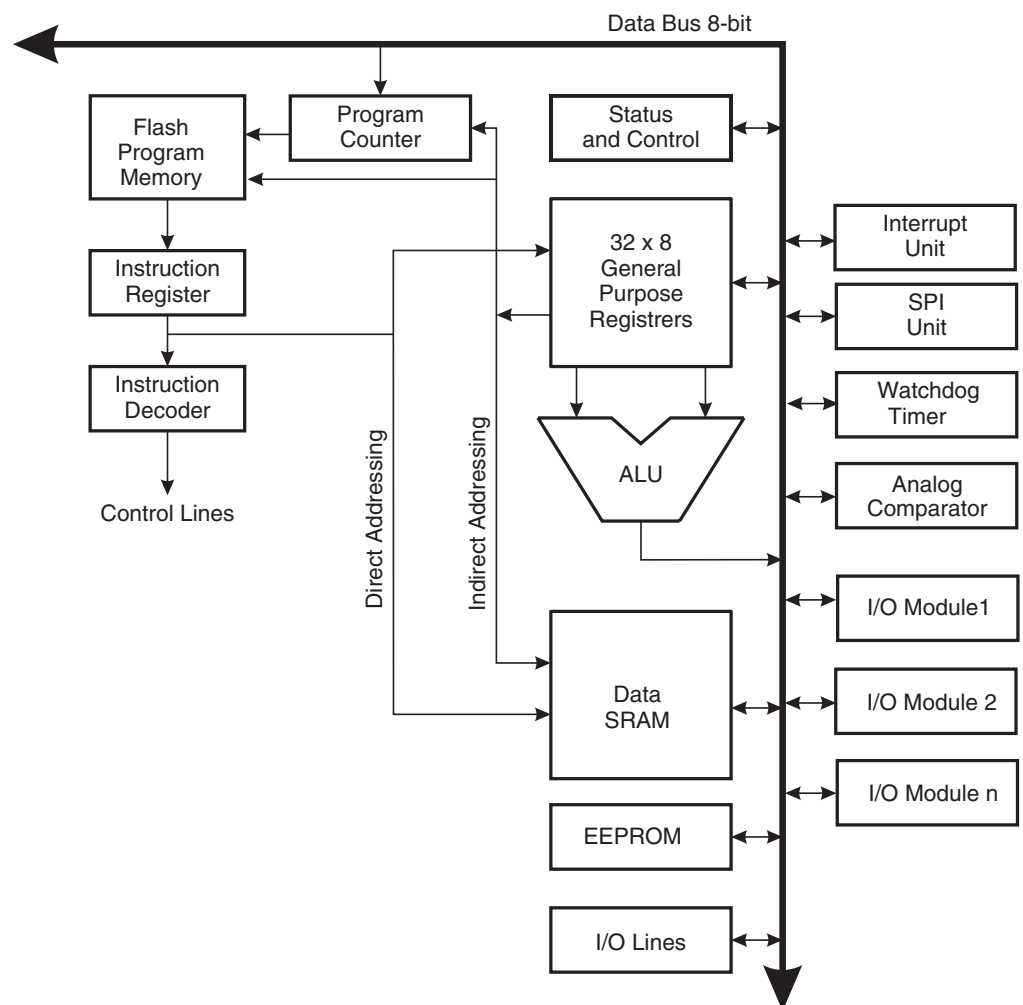 Data Bus 8-bit
Flash
Program
Memory
Program
Counter
Status
and Control
32 x 8
General
Purpose
Registrers
Interrupt
Unit
Instruction
Register
SPI
Unit
Instruction
Decoder
Watchdog
Timer
ALU
Analog
Comparator
Control Lines
Direct Addressing
Indirect Addressing
I/O Module1
Data
SRAM
I/O Module 2
I/O Module n
EEPROM
I/O Lines